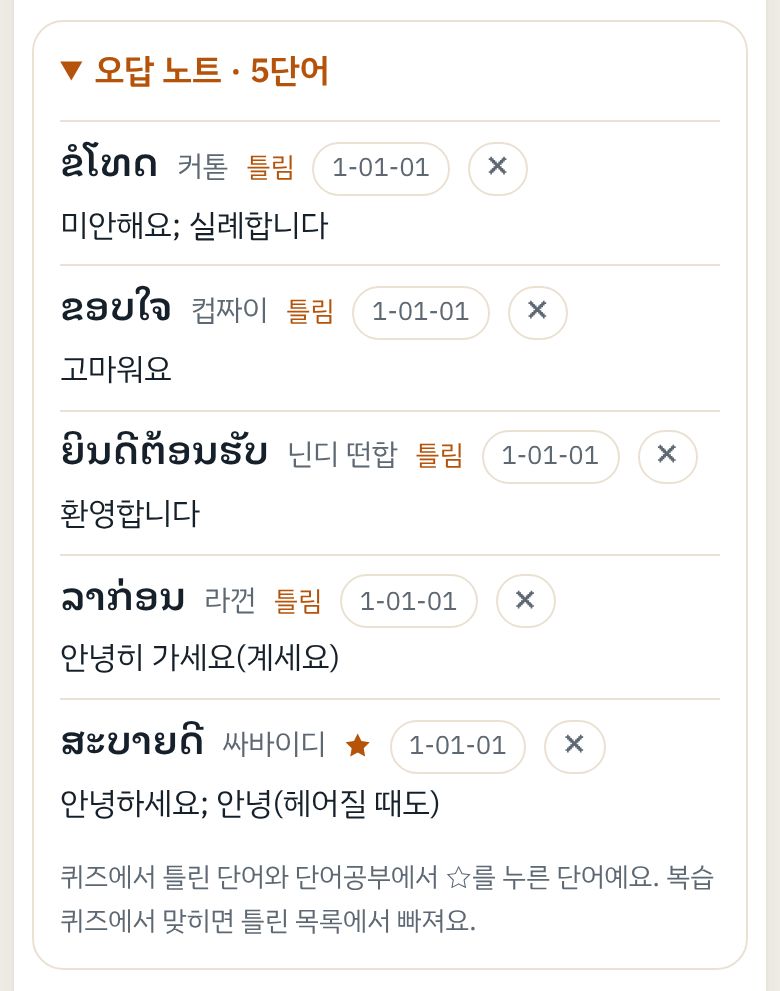 ▼ 오답 노트 · 5단어
ຂໍໂທດ 커톧 틀림 1-01-01 ✕
미안해요; 실례합니다
ຂອບໃຈ 컵짜이 틀림 1-01-01 ✕
고마워요
ຍິນດີຕ້ອນຮັບ 닌디 떤합 틀림 1-01-01 ✕
환영합니다
ລາກ່ອນ 라껀 틀림 1-01-01 ✕
안녕히 가세요(계세요)
ສະບາຍດີ 싸바이디 ★ 1-01-01 ✕
안녕하세요; 안녕(헤어질 때도)
퀴즈에서 틀린 단어와 단어공부에서 ☆를 누른 단어예요. 복습
퀴즈에서 맞히면 틀린 목록에서 빠져요.